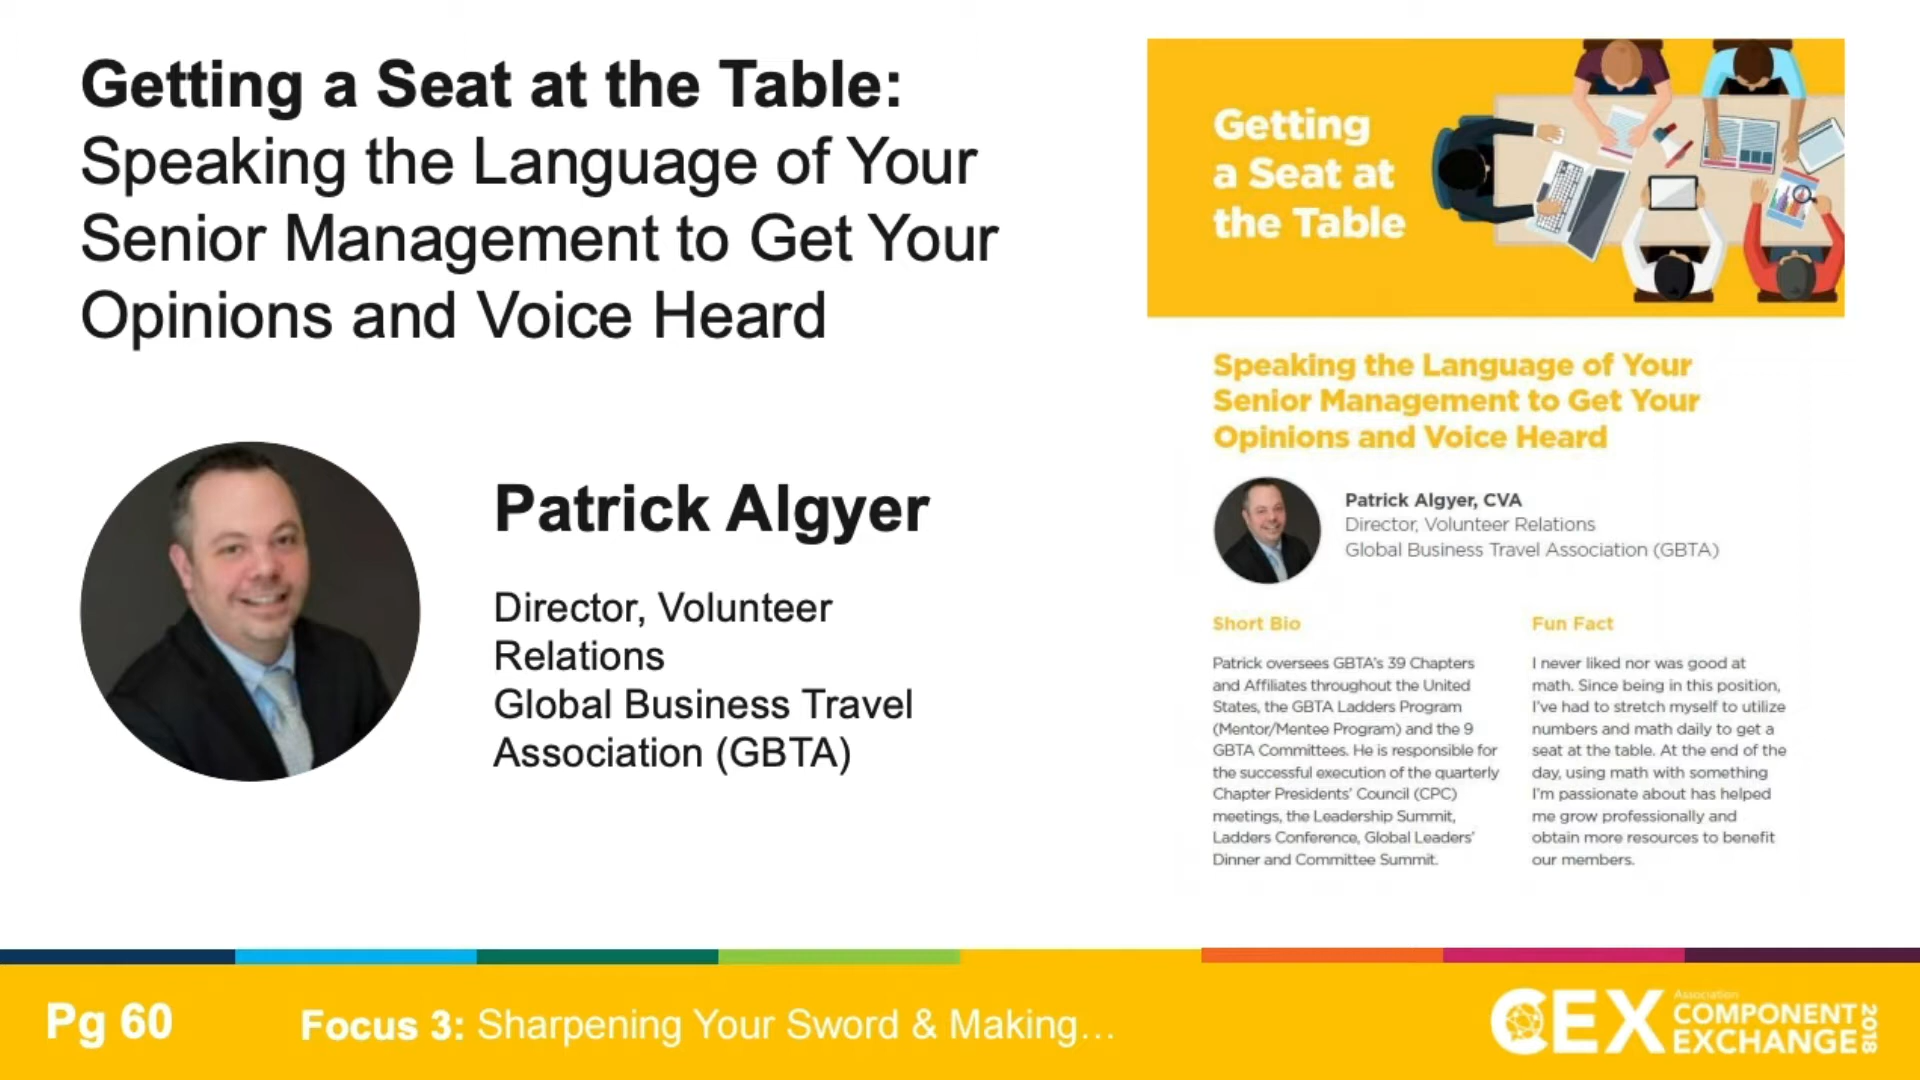 Getting a Seat at the Table:
Speaking the Language of Your
Senior Management to Get Your
Opinions and Voice Heard
Patrick Algyer
Director, Volunteer
Relations
Global Business Travel
Association (GBTA)
Getting
a Seat at
the Table
Speaking the Language of Your
Senior Management to Get Your
Opinions and Voice Heard
Patrick Algyer, CVA
Director, Volunteer Relations
Global Business Travel Association (GBTA)
Short Bio
Patrick oversees GBTA's 39 Chapters
and Affiliates throughout the United
States, the GBTA Ladders Program
(Mentor/Mentee Program) and the 9
GBTA Committees. He is responsible for
the successful execution of the quarterly
Chapter Presidents' Council (CPC)
meetings, the Leadership Summit,
Ladders Conference, Global Leaders'
Dinner and Committee Summit.
Fun Fact
I never liked nor was good at
math. Since being in this position,
I've had to stretch myself to utilize
numbers and math daily to get a
seat at the table. At the end of the
day, using math with something
I'm passionate about has helped
me grow professionally and
obtain more resources to benefit
our members.
Pg 60
Focus 3: Sharpening Your Sword & Making...
CEX
Association
COMPONENT
EXCHANGE
2018